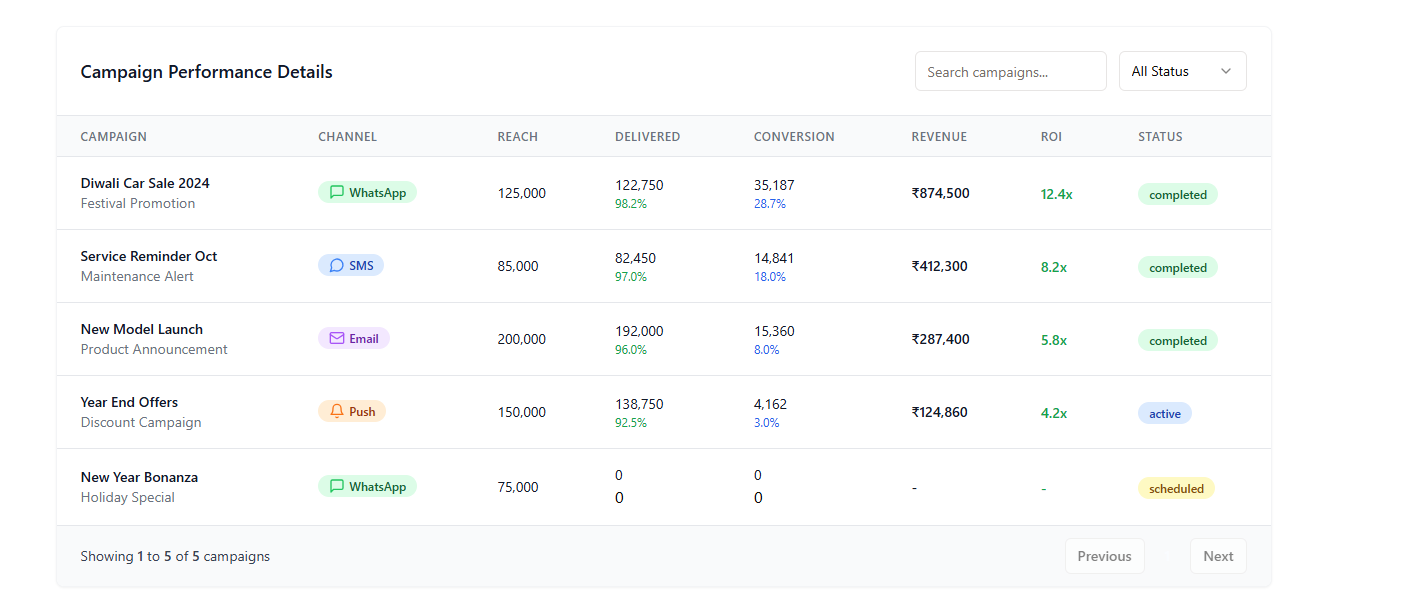 Campaign Performance Details
Search campaigns...
All Status
CAMPAIGN CHANNEL REACH DELIVERED CONVERSION REVENUE ROI STATUS
Diwali Car Sale 2024
Festival Promotion
WhatsApp
125,000
122,750
98.2%
35,187
28.7%
₹874,500
12.4x
completed
Service Reminder Oct
Maintenance Alert
SMS
85,000
82,450
97.0%
14,841
18.0%
₹412,300
8.2x
completed
New Model Launch
Product Announcement
Email
200,000
192,000
96.0%
15,360
8.0%
₹287,400
5.8x
completed
Year End Offers
Discount Campaign
Push
150,000
138,750
92.5%
4,162
3.0%
₹124,860
4.2x
active
New Year Bonanza
Holiday Special
WhatsApp
75,000
0
0
0
0
-
-
scheduled
Showing 1 to 5 of 5 campaigns
Previous
Next